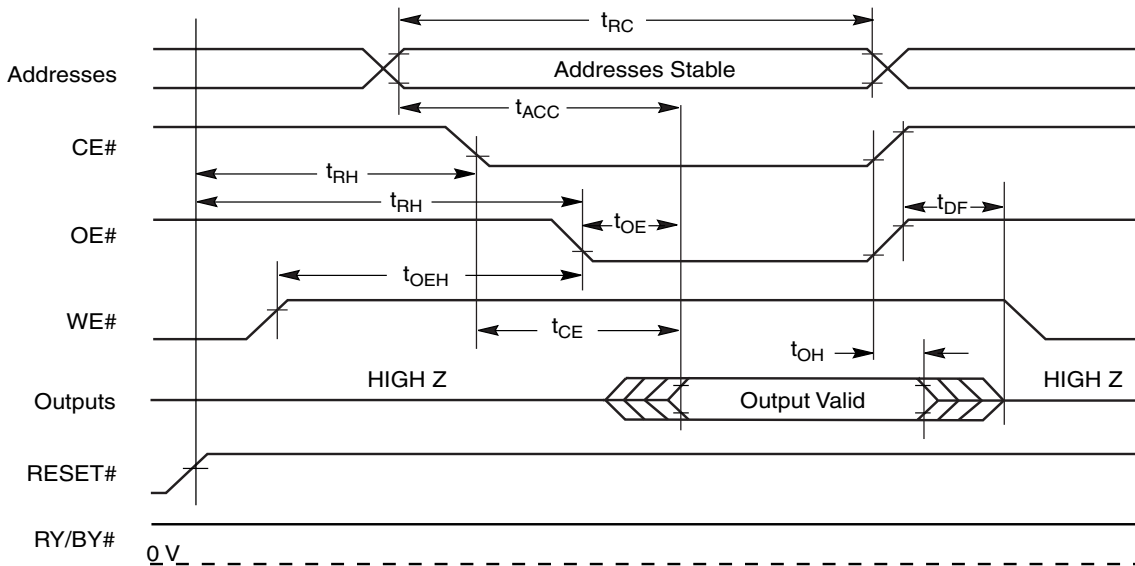 tRC
Addresses
Addresses Stable
tACC
CE#
tRH
tRH
OE#
tOE
tDF
tOEH
WE#
tCE
tOH
HIGH Z
HIGH Z
Outputs
Output Valid
RESET#
RY/BY#
0 V